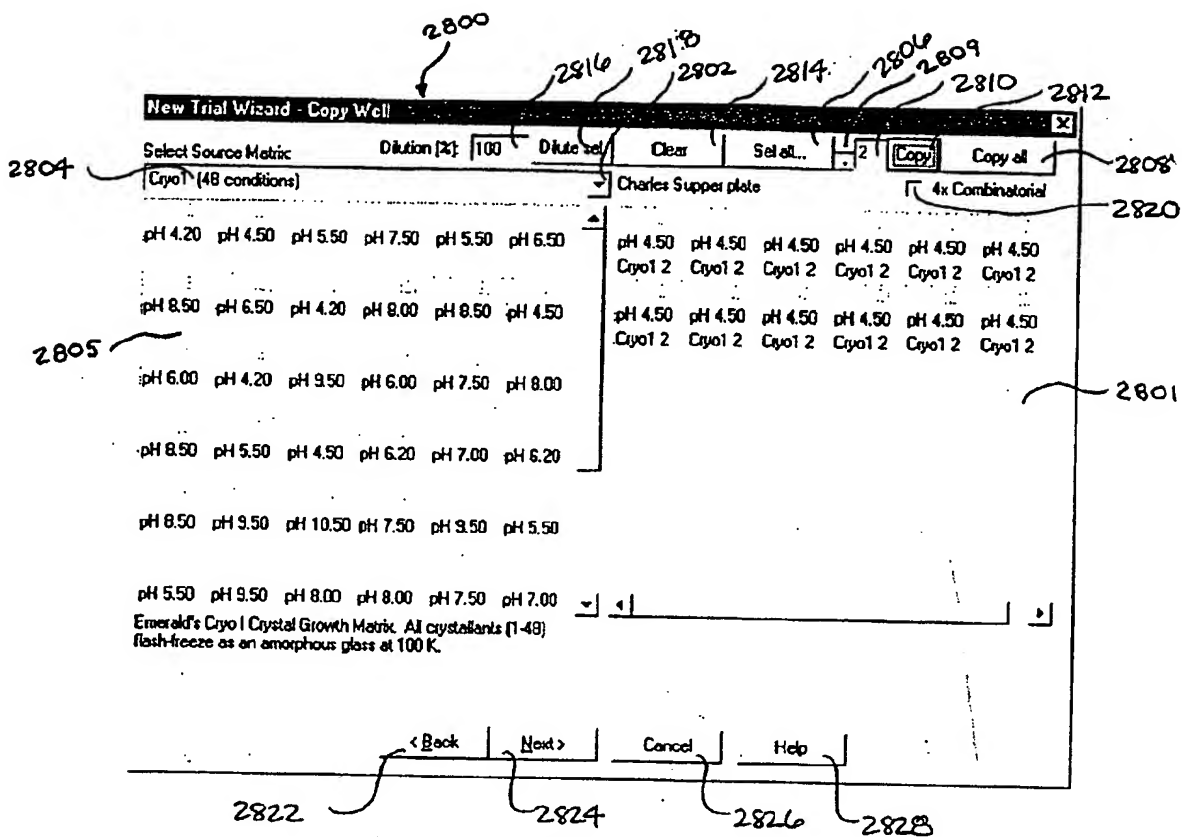 2800
2816 2818 2802 2814 2806 2809 2810 2812
New Trial Wizard - Copy Well
Select Source Matrix Dilution [%]: 100 Dilute sel Clear Sel all... 2 Copy Copy all
2804 2808
Cryo1 (48 conditions) Charles Supper plate 4x Combinatorial
2820
pH 4.20 pH 4.50 pH 5.50 pH 7.50 pH 5.50 pH 6.50 pH 4.50 pH 4.50 pH 4.50 pH 4.50 pH 4.50 pH 4.50
Cryo1 2 Cryo1 2 Cryo1 2 Cryo1 2 Cryo1 2 Cryo1 2
pH 8.50 pH 6.50 pH 4.20 pH 8.00 pH 8.50 pH 4.50 pH 4.50 pH 4.50 pH 4.50 pH 4.50 pH 4.50 pH 4.50
Cryo1 2 Cryo1 2 Cryo1 2 Cryo1 2 Cryo1 2 Cryo1 2
2805
pH 6.00 pH 4.20 pH 9.50 pH 6.00 pH 7.50 pH 8.00
2801
pH 8.50 pH 5.50 pH 4.50 pH 6.20 pH 7.00 pH 6.20
pH 8.50 pH 9.50 pH 10.50 pH 7.50 pH 9.50 pH 5.50
pH 5.50 pH 9.50 pH 8.00 pH 8.00 pH 7.50 pH 7.00
Emerald's Cryo I Crystal Growth Matrix. All crystallants (1-48)
flash-freeze as an amorphous glass at 100 K.
< Back Next > Cancel Help
2822 2824 2826 2828